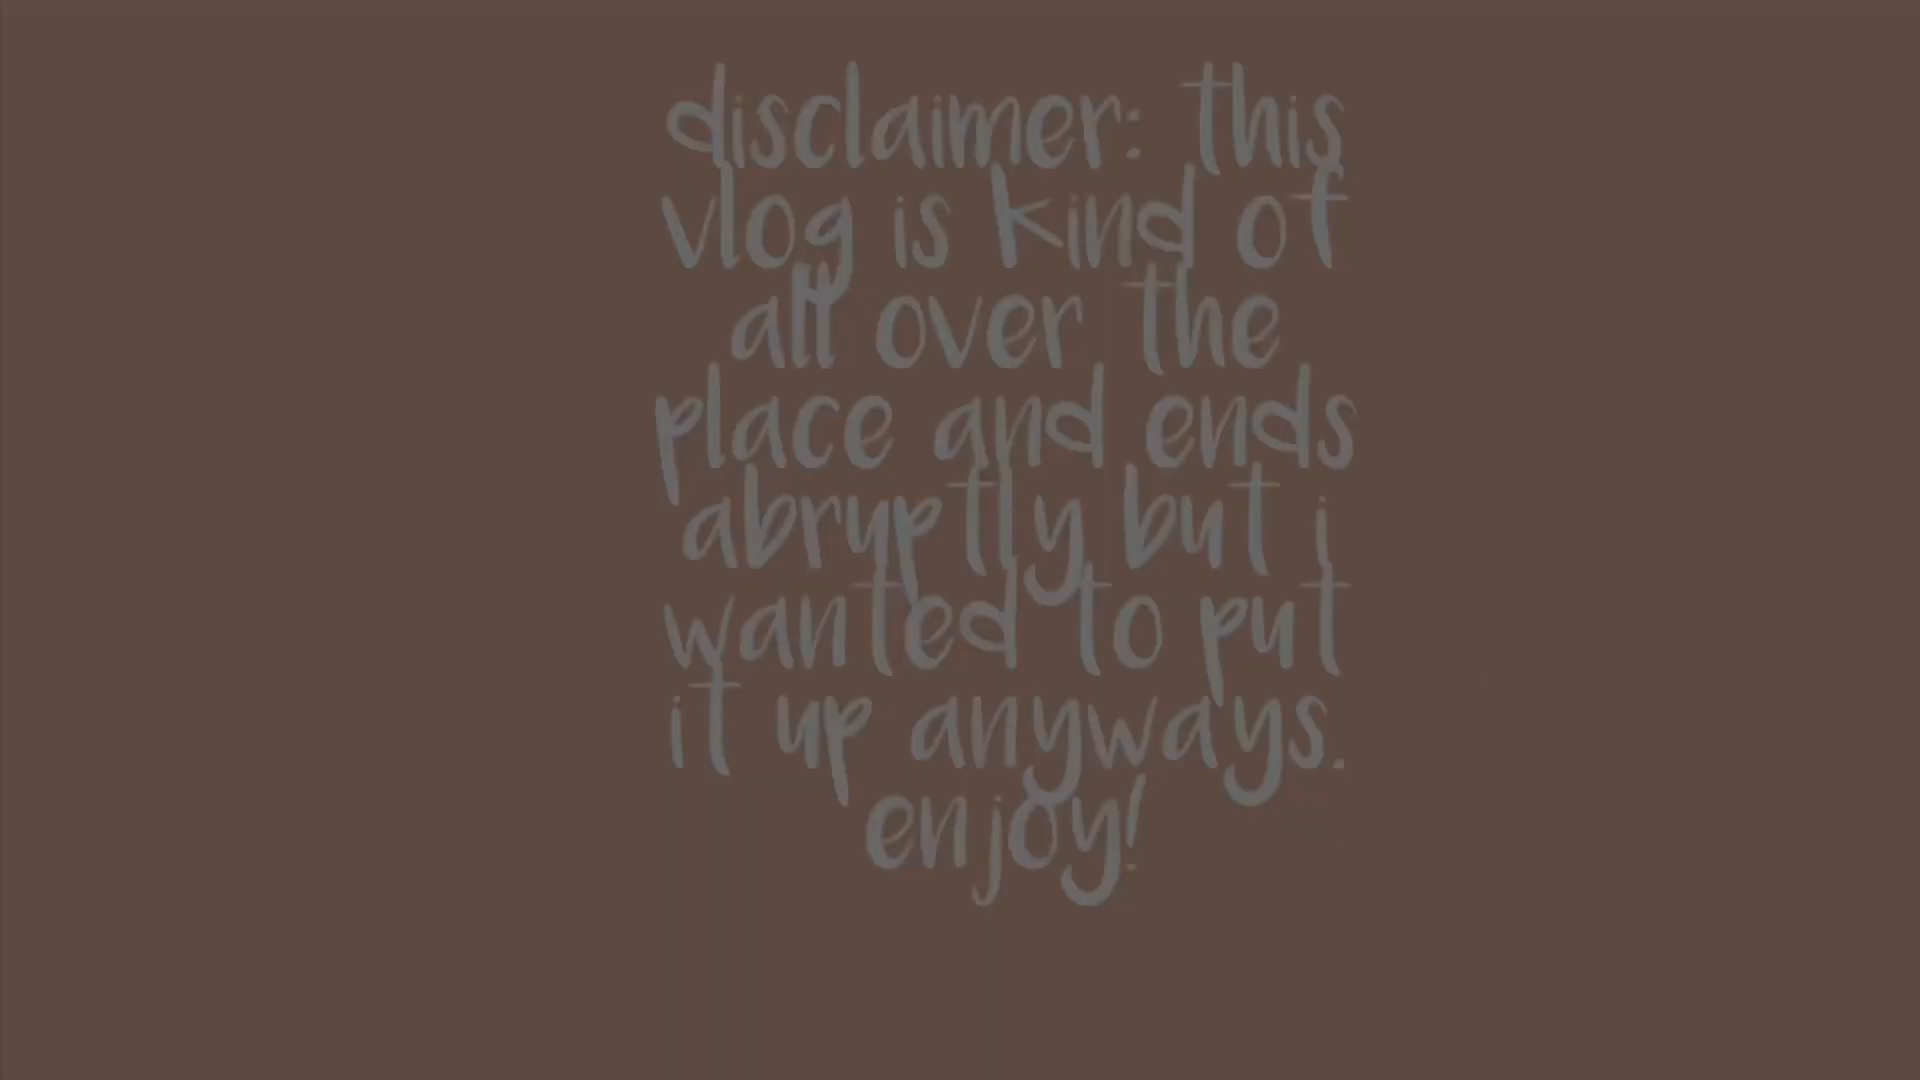 disclaimer: this
vlog is kind of
all over the
place and ends
abruptly but i
wanted to put
it up anyways.
enjoy!